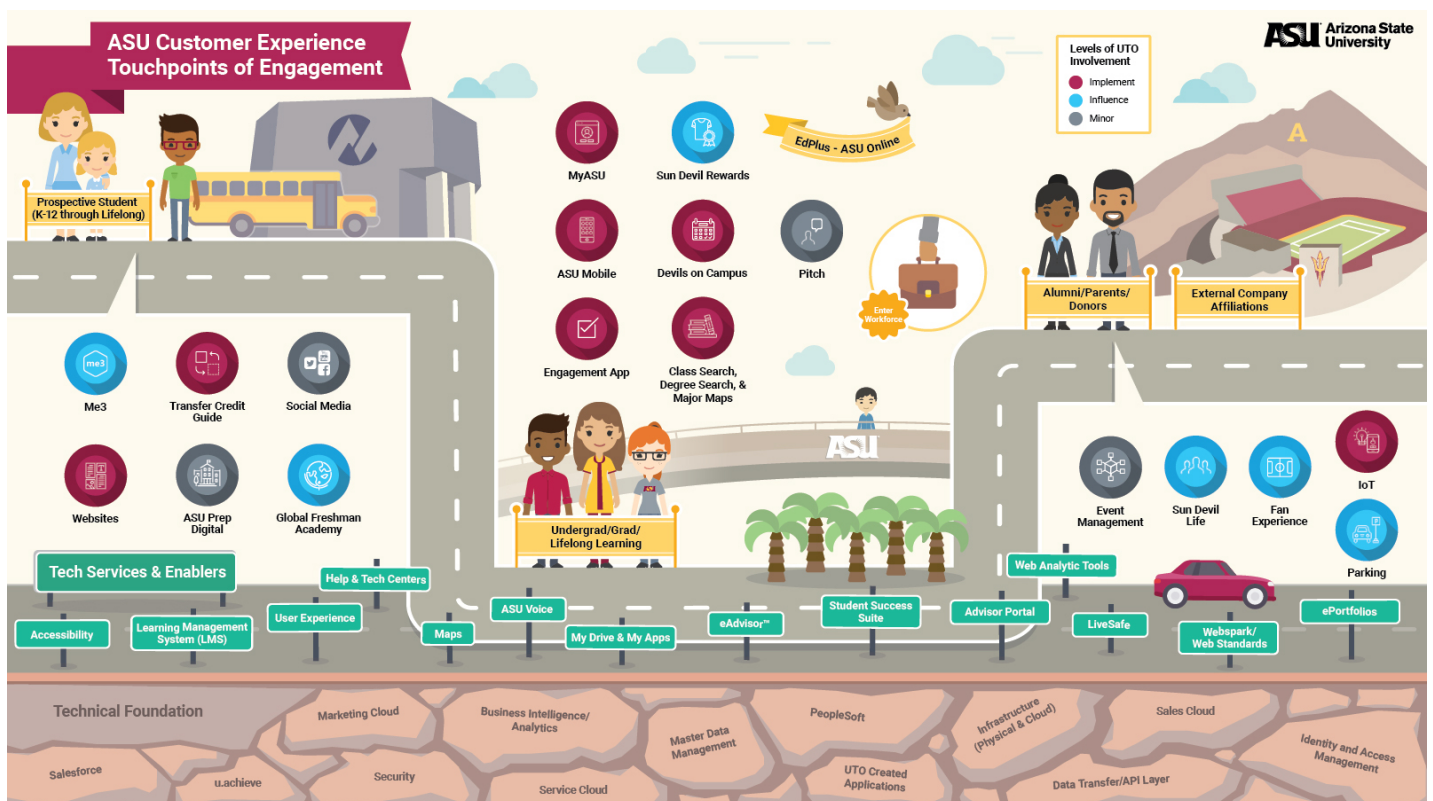 ASU Customer Experience
Touchpoints of Engagement
ASU Arizona State
University
Levels of UTO
Involvement
Implement
Influence
Minor
EdPlus - ASU Online
A
MyASU
Sun Devil Rewards
Prospective Student
(K-12 through Lifelong)
ASU Mobile
Devils on Campus
Pitch
Enter
Workforce
Alumni/Parents/
Donors
External Company
Affiliations
Engagement App
Class Search,
Degree Search, &
Major Maps
me3
Me3
Transfer Credit
Guide
Social Media
ASU
Websites
ASU Prep
Digital
Global Freshman
Academy
Undergrad/Grad/
Lifelong Learning
Event
Management
Sun Devil
Life
Fan
Experience
IoT
Parking
Tech Services & Enablers
Help & Tech Centers
Web Analytic Tools
Accessibility
Learning Management
System (LMS)
User Experience
Maps
ASU Voice
My Drive & My Apps
eAdvisor™
Student Success
Suite
Advisor Portal
LiveSafe
Webspark/
Web Standards
ePortfolios
Technical Foundation
Marketing Cloud
Business Intelligence/
Analytics
Master Data
Management
PeopleSoft
Infrastructure
(Physical & Cloud)
Sales Cloud
Identity and Access
Management
Salesforce
u.achieve
Security
Service Cloud
UTO Created
Applications
Data Transfer/API Layer